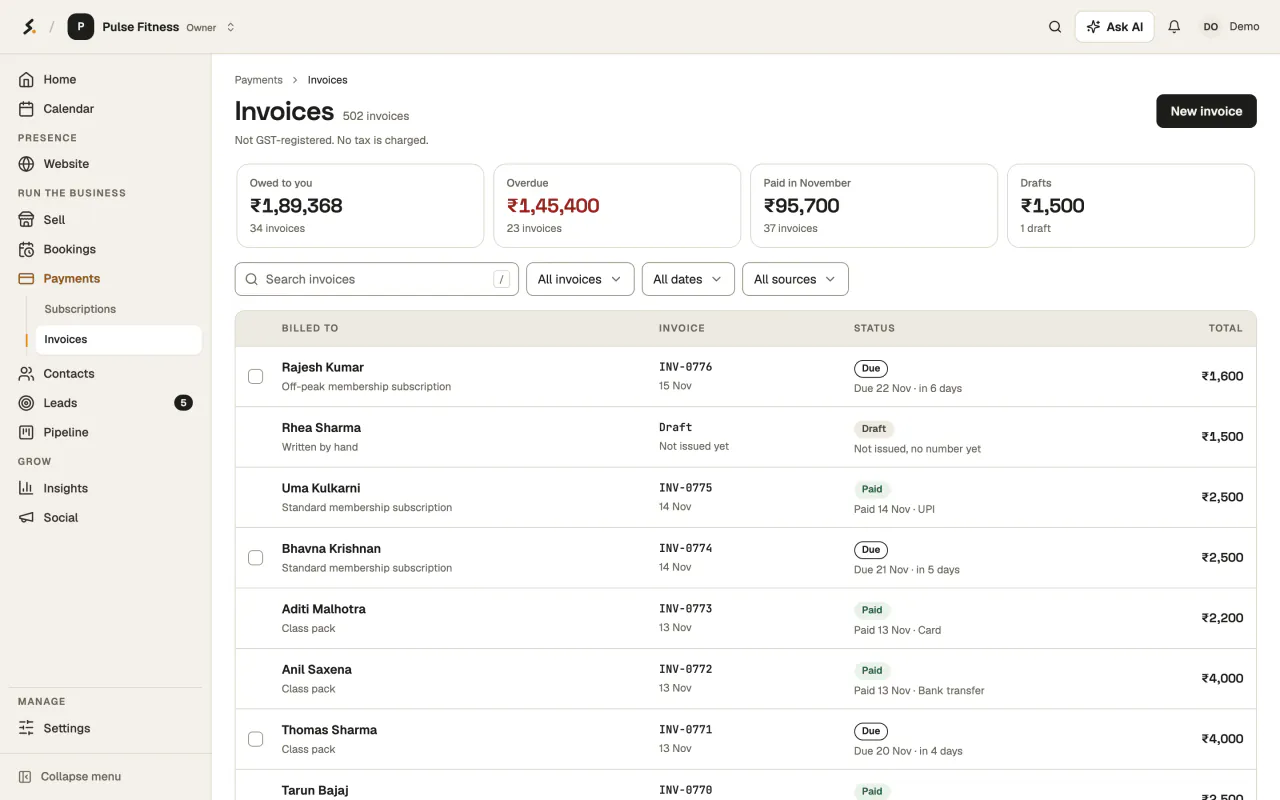 / P Pulse Fitness Owner
Ask AI DO Demo
Home
Calendar
PRESENCE
Website
RUN THE BUSINESS
Sell
Bookings
Payments
Subscriptions
Invoices
Contacts
Leads 5
Pipeline
GROW
Insights
Social
MANAGE
Settings
Collapse menu
Payments > Invoices
Invoices 502 invoices
New invoice
Not GST-registered. No tax is charged.
Owed to you
₹1,89,368
34 invoices
Overdue
₹1,45,400
23 invoices
Paid in November
₹95,700
37 invoices
Drafts
₹1,500
1 draft
Search invoices /
All invoices
All dates
All sources
BILLED TO INVOICE STATUS TOTAL
Rajesh Kumar INV-0776 Due ₹1,600
Off-peak membership subscription 15 Nov Due 22 Nov · in 6 days
Rhea Sharma Draft Draft ₹1,500
Written by hand Not issued yet Not issued, no number yet
Uma Kulkarni INV-0775 Paid ₹2,500
Standard membership subscription 14 Nov Paid 14 Nov · UPI
Bhavna Krishnan INV-0774 Due ₹2,500
Standard membership subscription 14 Nov Due 21 Nov · in 5 days
Aditi Malhotra INV-0773 Paid ₹2,200
Class pack 13 Nov Paid 13 Nov · Card
Anil Saxena INV-0772 Paid ₹4,000
Class pack 13 Nov Paid 13 Nov · Bank transfer
Thomas Sharma INV-0771 Due ₹4,000
Class pack 13 Nov Due 20 Nov · in 4 days
Tarun Bajaj INV-0770 Paid ₹2,500